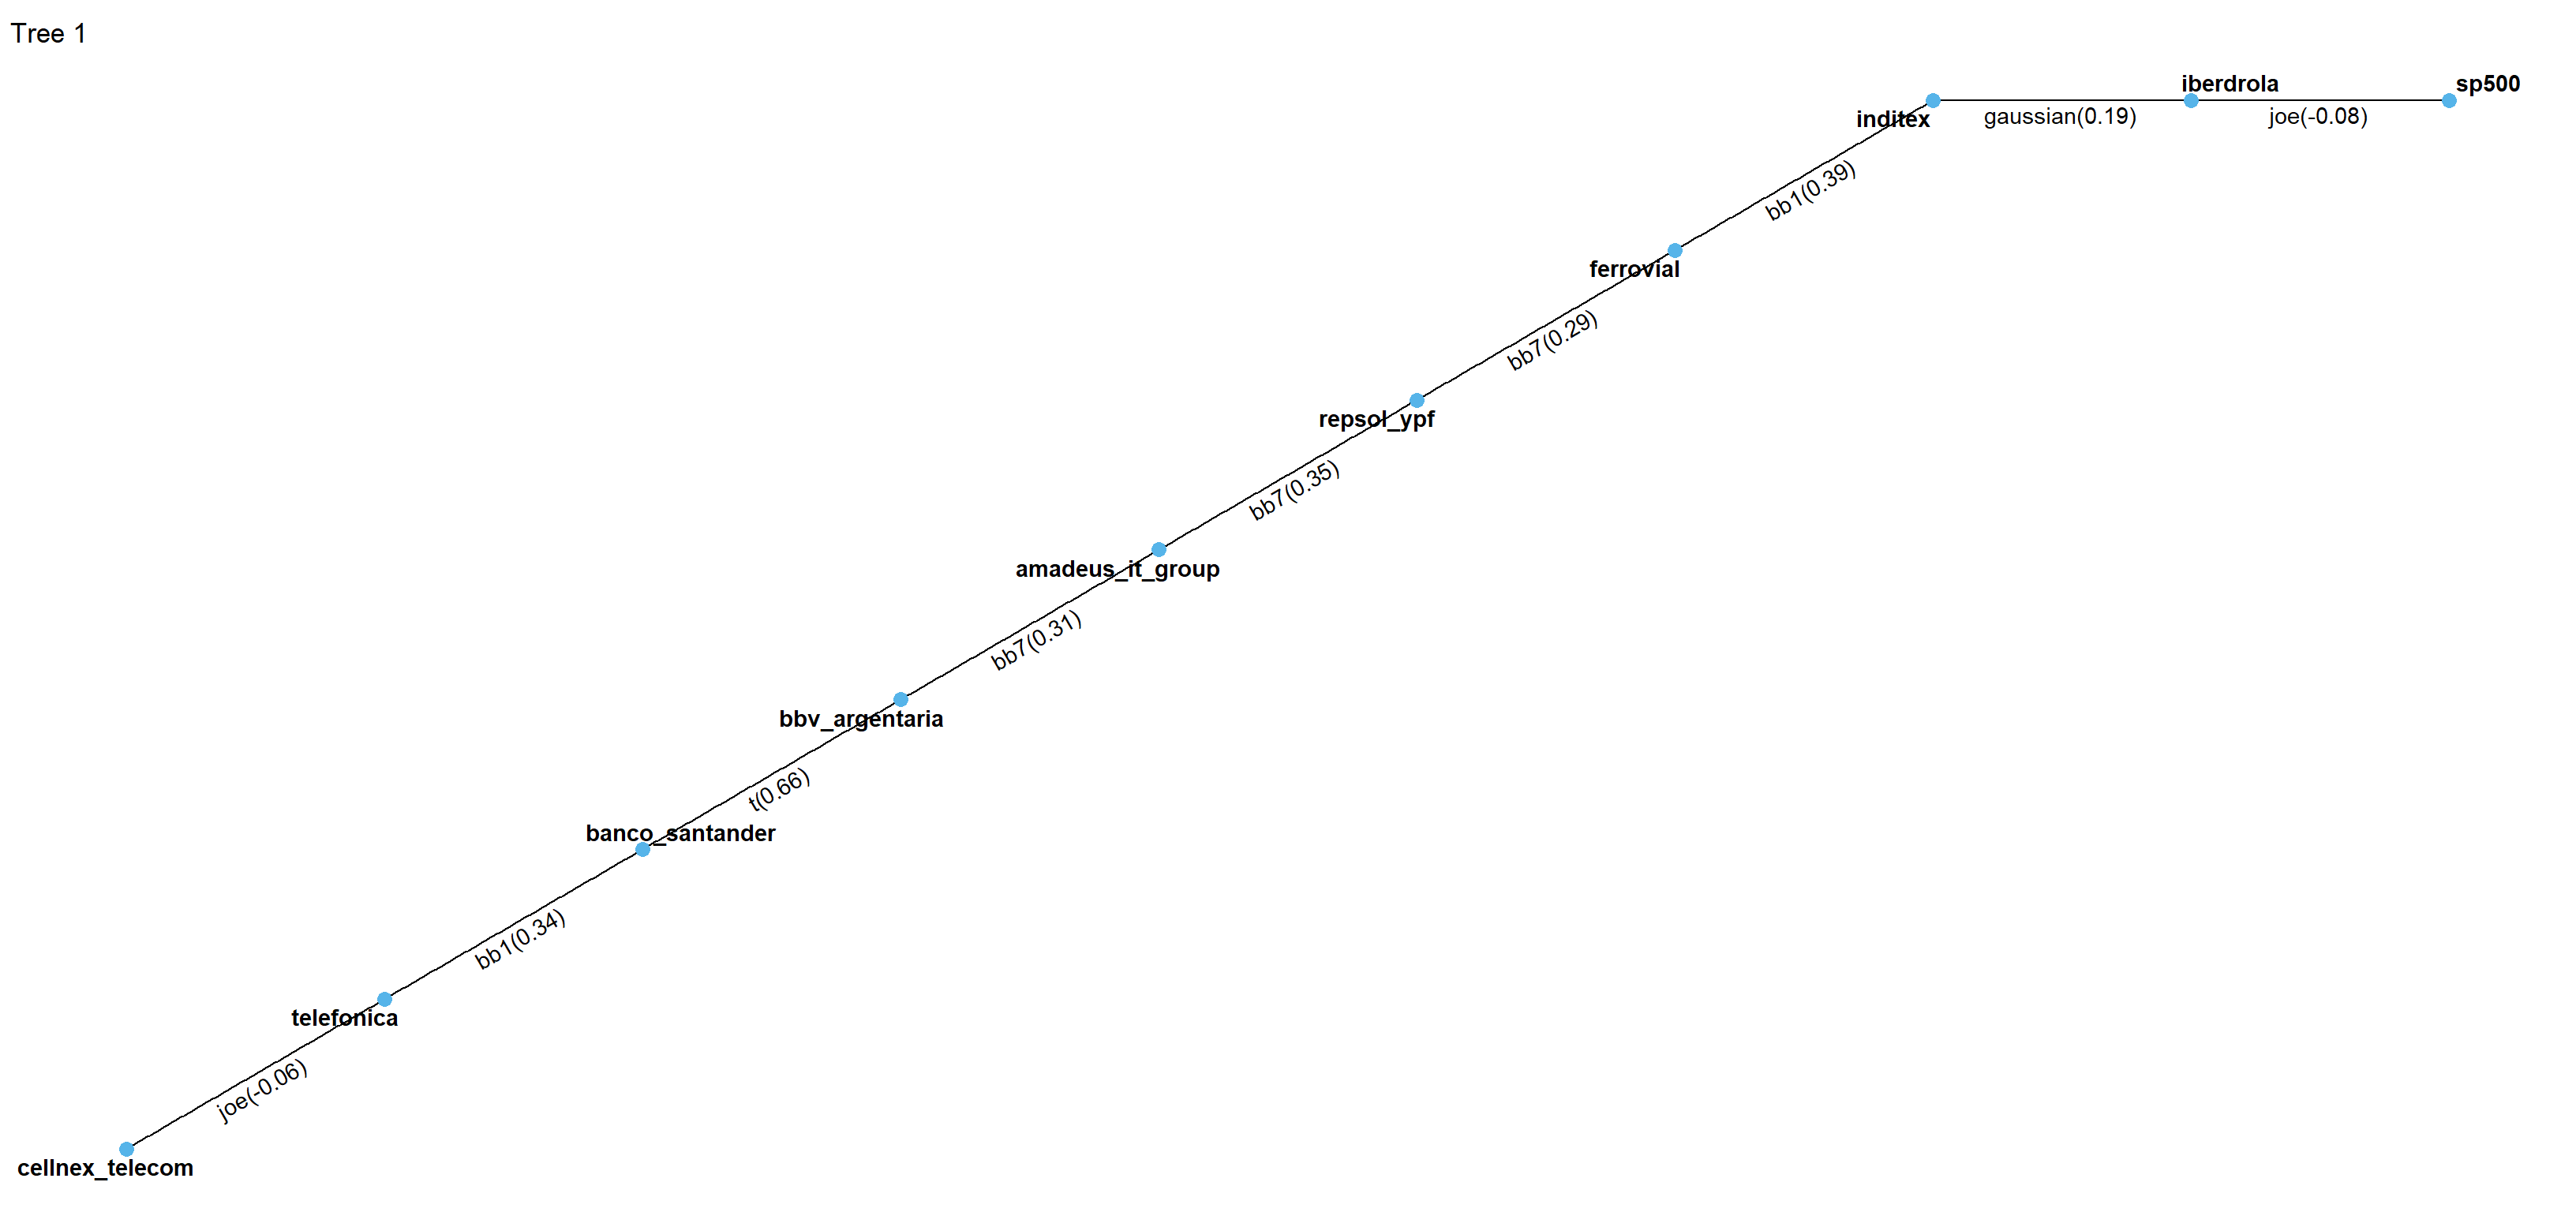 Tree 1
iberdrola
sp500
inditex
gaussian(0.19)
joe(-0.08)
bb1(0.39)
ferrovial
bb7(0.29)
repsol_ypf
bb7(0.35)
amadeus_it_group
bb7(0.31)
bbv_argentaria
t(0.66)
banco_santander
bb1(0.34)
telefonica
joe(-0.06)
cellnex_telecom